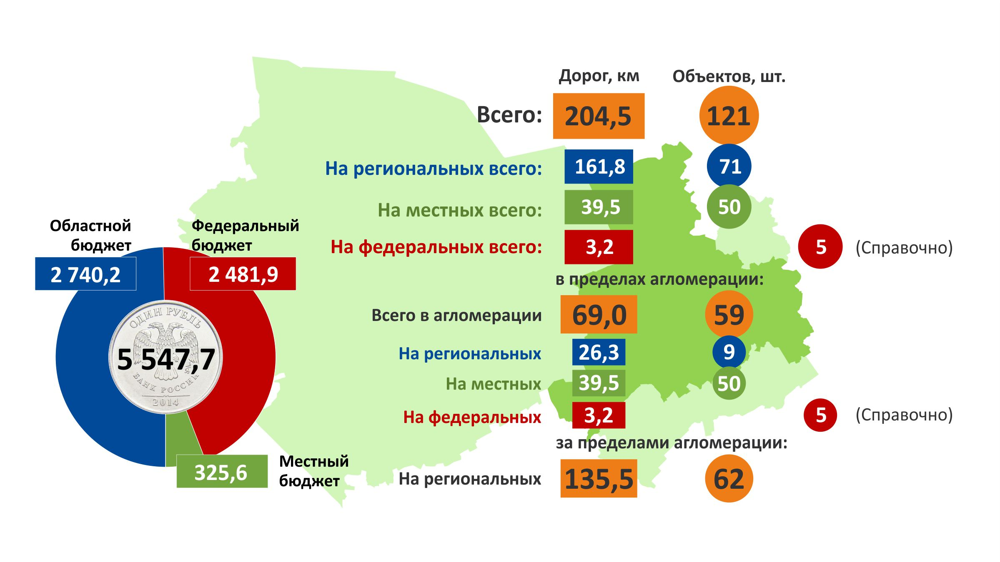 Дорог, км
Объектов, шт.
Всего:
204,5
121
На региональных всего:
161,8
71
На местных всего:
39,5
50
На федеральных всего:
3,2
5
(Справочно)
в пределах агломерации:
Всего в агломерации
69,0
59
На региональных
26,3
9
На местных
39,5
50
На федеральных
3,2
5
(Справочно)
за пределами агломерации:
На региональных
135,5
62
Областной
бюджет
2 740,2
Федеральный
бюджет
2 481,9
ОДИН РУБЛЬ
5 547,7
БАНК РОССИИ
2014
325,6
Местный
бюджет